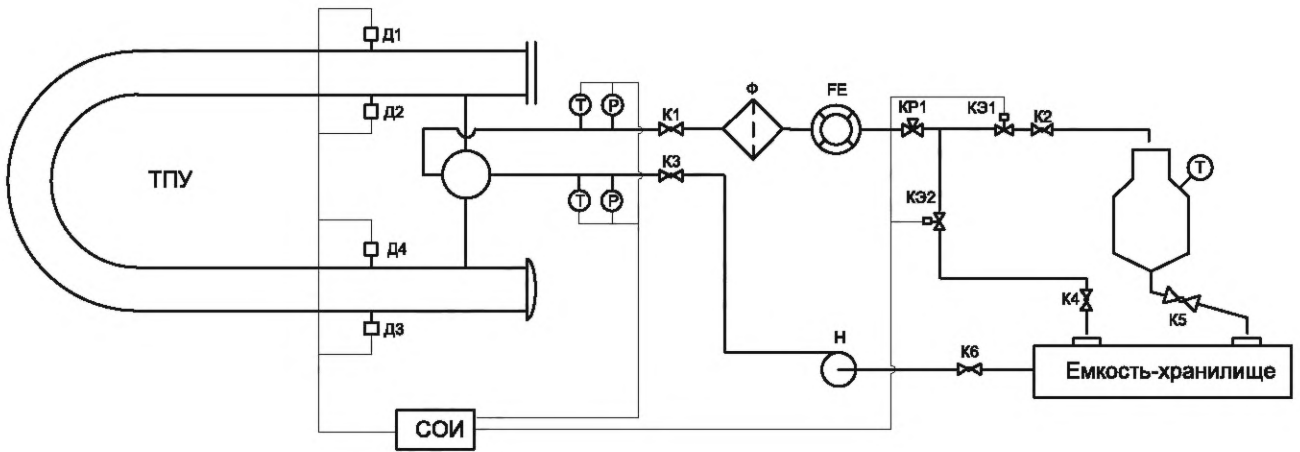 Д1
Д2
ТПУ
Д4
Д3
T
P
T
P
К1
К3
Ф
FE
КР1
КЭ1
К2
КЭ2
T
К4
К5
Н
К6
Емкость-хранилище
СОИ